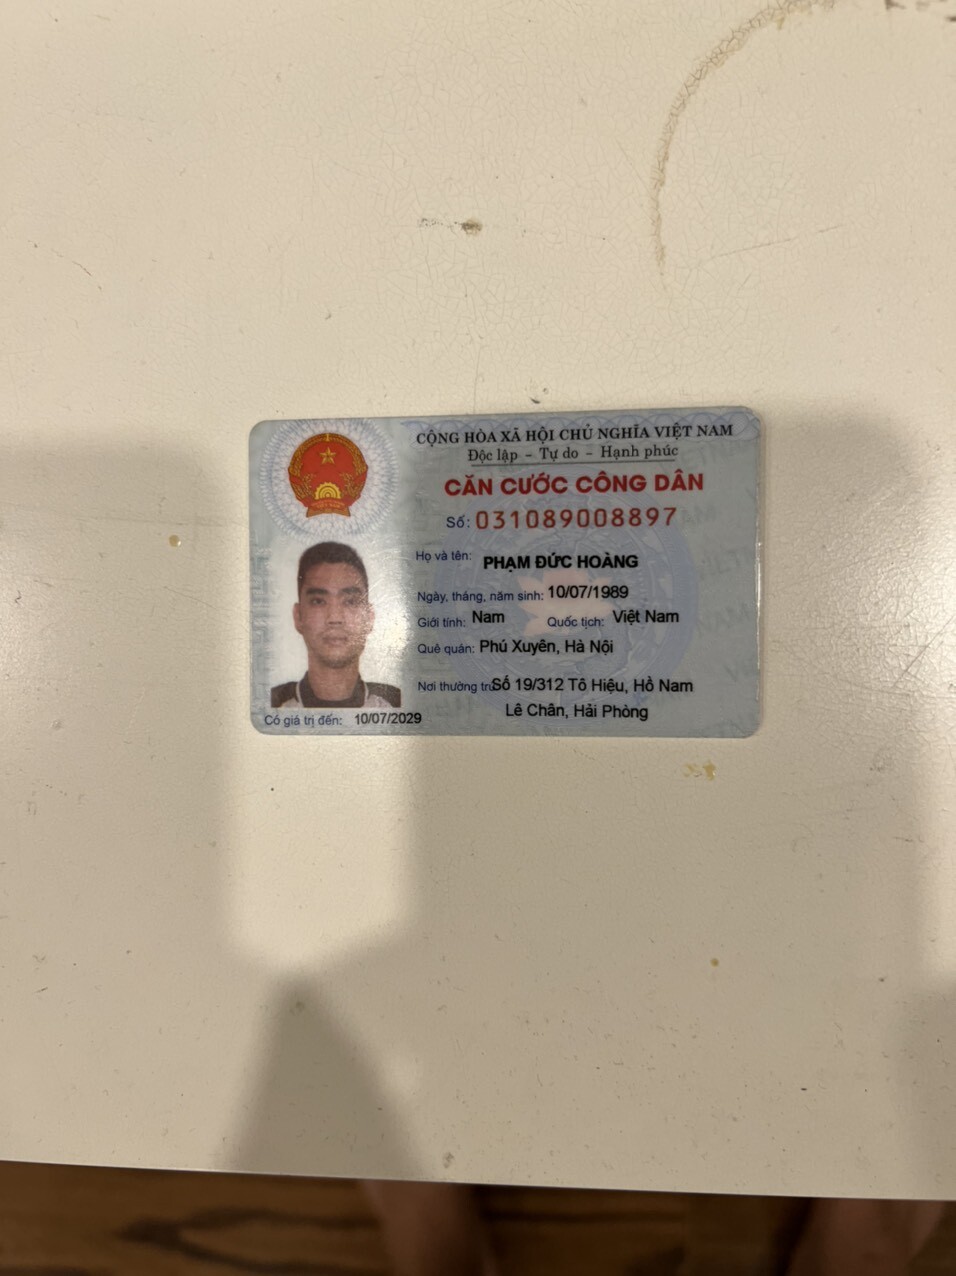 CỘNG HÒA XÃ HỘI CHỦ NGHĨA VIỆT NAM
Độc lập - Tự do - Hạnh phúc
CĂN CƯỚC CÔNG DÂN
Số: 031089008897
Họ và tên: PHẠM ĐỨC HOÀNG
Ngày, tháng, năm sinh: 10/07/1989
Giới tính: Nam Quốc tịch: Việt Nam
Quê quán: Phú Xuyên, Hà Nội
Nơi thường trú: Số 19/312 Tô Hiệu, Hồ Nam
Lê Chân, Hải Phòng
Có giá trị đến: 10/07/2029